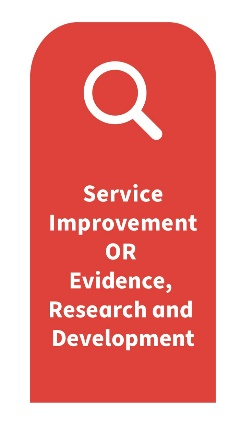 Service
Improvement
OR
Evidence,
Research and
Development